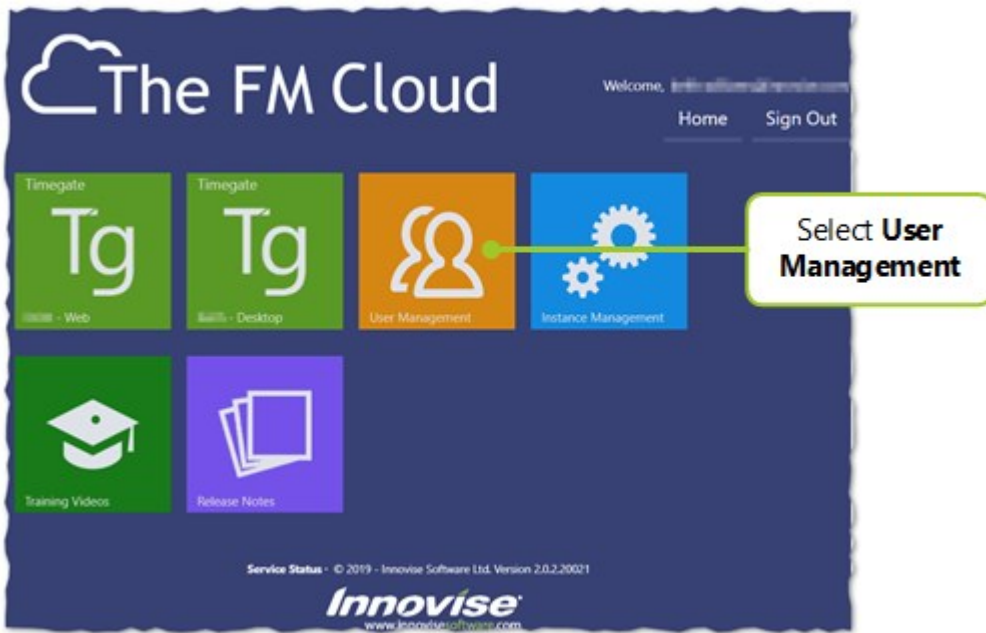 The FM Cloud
Welcome,
Home Sign Out
Timegate
Tg
- Web
Timegate
Tg
- Desktop
User Management
Instance Management
Select User
Management
Training Videos
Release Notes
Service Status - © 2019 - Innovise Software Ltd. Version 2.0.2.20021
Innovise
www.innovisesoftware.com